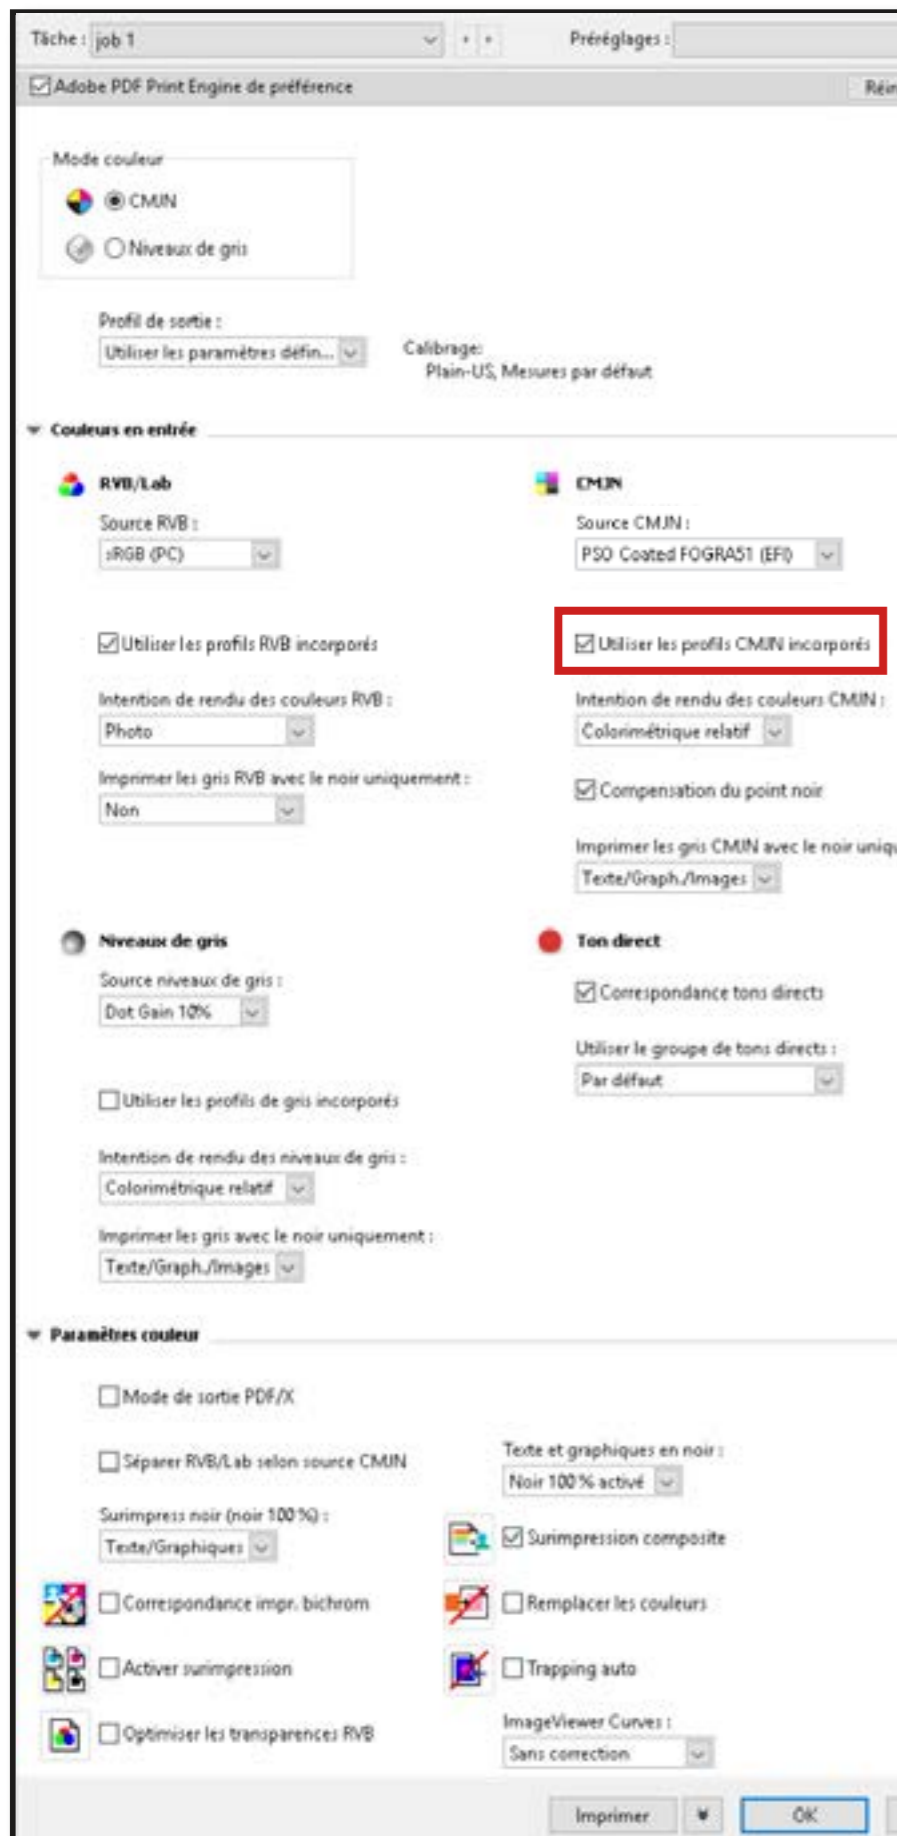 Tâche : job 1 Préréglages :
Adobe PDF Print Engine de préférence
Mode couleur
CMJN
Niveaux de gris
Profil de sortie :
Utiliser les paramètres défin...
Calibrage:
Plain-US, Mesures par défaut
Couleurs en entrée
RVB/Lab
Source RVB :
sRGB (PC)
Utiliser les profils RVB incorporés
Intention de rendu des couleurs RVB :
Photo
Imprimer les gris RVB avec le noir uniquement :
Non
CMJN
Source CMJN :
PSO Coated FOGRA51 (EFI)
Utiliser les profils CMJN incorporés
Intention de rendu des couleurs CMJN :
Colorimétrique relatif
Compensation du point noir
Imprimer les gris CMJN avec le noir uniqu
Texte/Graph./Images
Niveaux de gris
Source niveaux de gris :
Dot Gain 10%
Utiliser les profils de gris incorporés
Intention de rendu des niveaux de gris :
Colorimétrique relatif
Imprimer les gris avec le noir uniquement :
Texte/Graph./Images
Ton direct
Correspondance tons directs
Utiliser le groupe de tons directs :
Par défaut
Paramètres couleur
Mode de sortie PDF/X
Séparer RVB/Lab selon source CMJN
Surimpress noir (noir 100 %) :
Texte/Graphiques
Correspondance impr. bichrom
Activer surimpression
Optimiser les transparences RVB
Texte et graphiques en noir :
Noir 100 % activé
Surimpression composite
Remplacer les couleurs
Trapping auto
ImageViewer Curves :
Sans correction
Imprimer OK